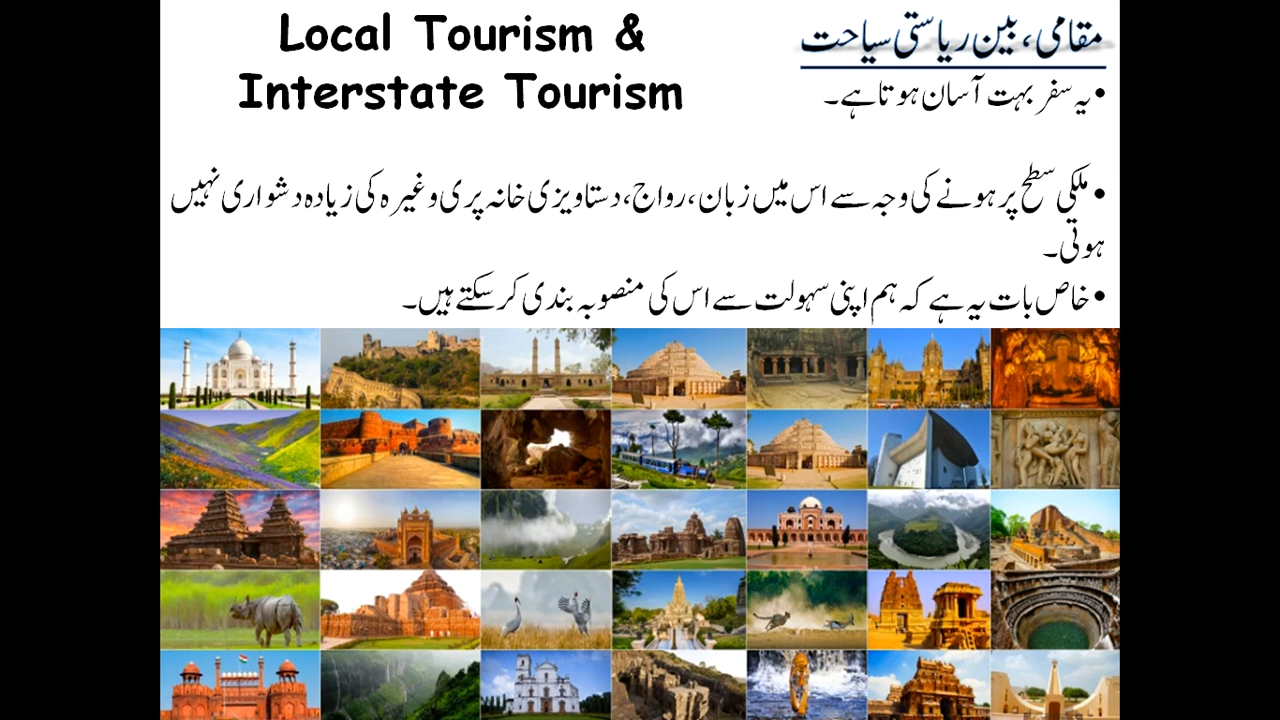 Local Tourism &
Interstate Tourism
مقامی، بین ریاستی سیاحت
•یہ سفر بہت آسان ہوتا ہے۔
•ملکی سطح پر ہونے کی وجہ سے اس میں زبان، رواج، دستاویزی خانہ پری وغیرہ کی زیادہ دشواری نہیں
ہوتی۔
•خاص بات یہ ہے کہ ہم اپنی سہولت سے اس کی منصوبہ بندی کر سکتے ہیں۔